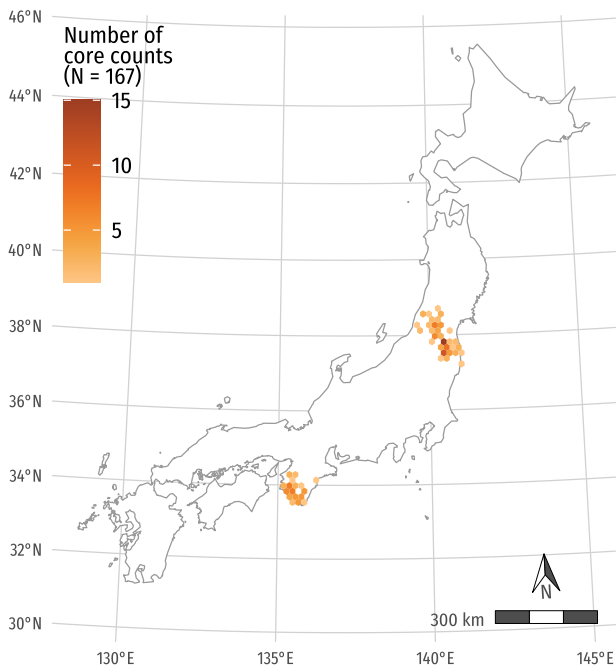 46°N
Number of
core counts
(N = 167)
15
44°N
10
42°N
5
40°N
38°N
36°N
34°N
32°N
N
300 km
30°N
130°E
135°E
140°E
145°E